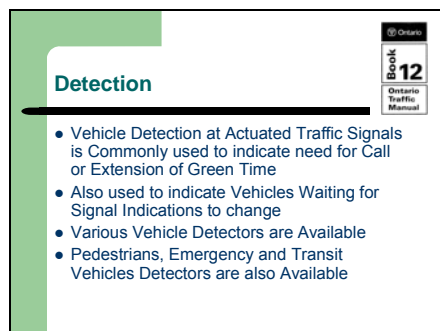 Ontario
Book
12
Ontario
Traffic
Manual
Detection
● Vehicle Detection at Actuated Traffic Signals
is Commonly used to indicate need for Call
or Extension of Green Time
● Also used to indicate Vehicles Waiting for
Signal Indications to change
● Various Vehicle Detectors are Available
● Pedestrians, Emergency and Transit
Vehicles Detectors are also Available